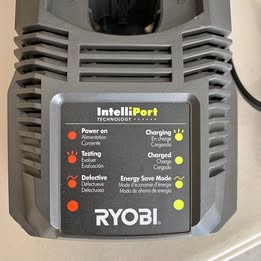 IntelliPort
TECHNOLOGY
Power on
Alimentation
Corriente
Charging
En charge
Cargando
Testing
Évaluer
Evaluación
Charged
Chargé
Cargado
Defective
Défectueux
Defectuoso
Energy Save Mode
Mode d'économie d'énergie
Modo de ahorro de energía
RYOBI